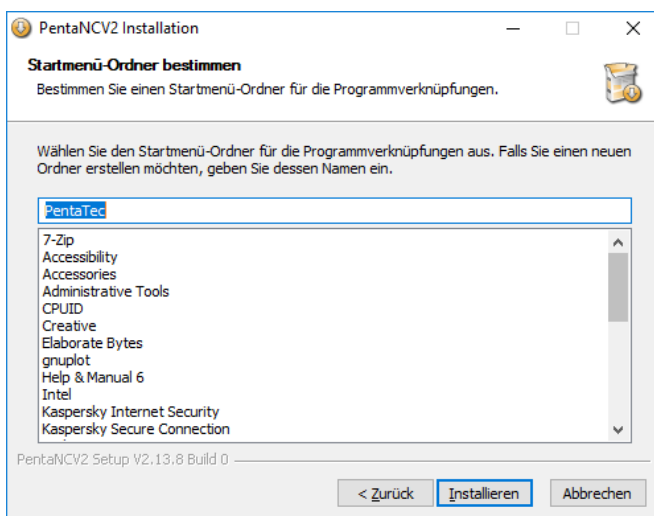 PentaNCV2 Installation
Startmenü-Ordner bestimmen
Bestimmen Sie einen Startmenü-Ordner für die Programmverknüpfungen.
Wählen Sie den Startmenü-Ordner für die Programmverknüpfungen aus. Falls Sie einen neuen
Ordner erstellen möchten, geben Sie dessen Namen ein.
PentaTec
7-Zip
Accessibility
Accessories
Administrative Tools
CPUID
Creative
Elaborate Bytes
gnuplot
Help & Manual 6
Intel
Kaspersky Internet Security
Kaspersky Secure Connection
PentaNCV2 Setup V2.13.8 Build 0
< Zurück Installieren Abbrechen